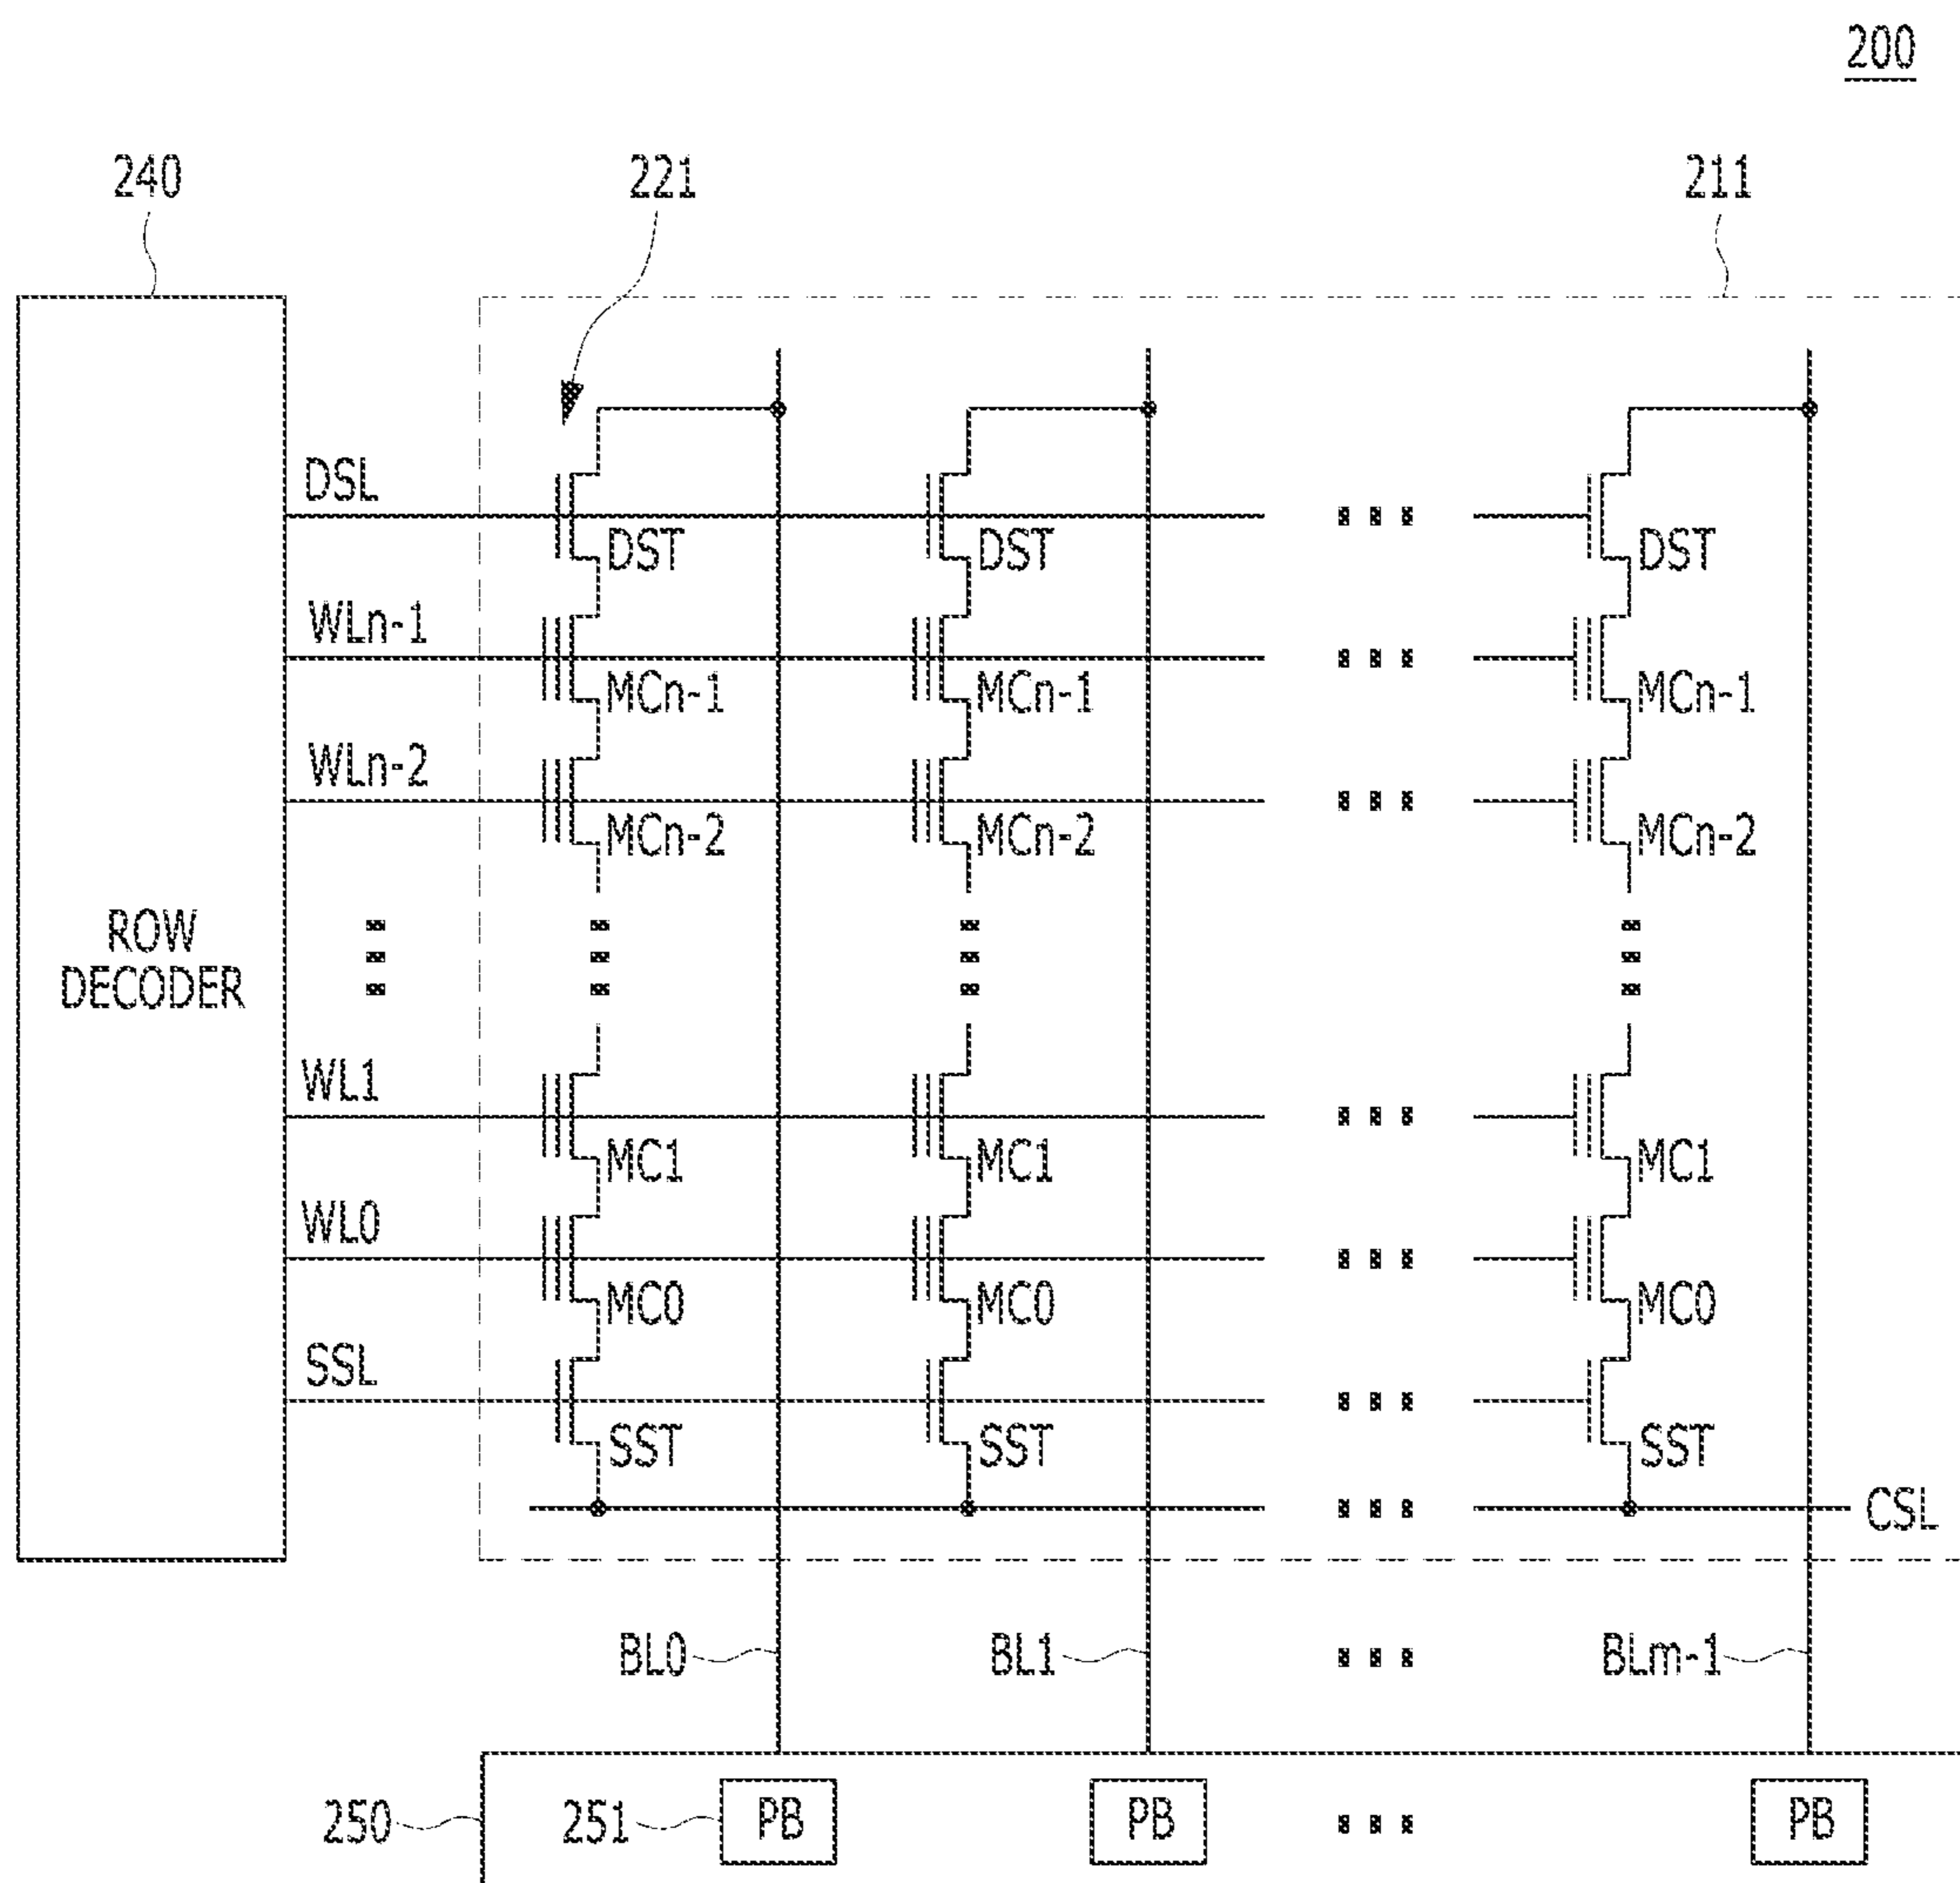 200
240
221
211
DSL
DST
DST
DST
WLn-1
MCn-1
MCn-1
MCn-1
WLn-2
MCn-2
MCn-2
MCn-2
ROW
DECODER
WL1
MC1
MC1
MC1
WL0
MC0
MC0
MC0
SSL
SST
SST
SST
CSL
BL0
BL1
BLm-1
250
251
PB
PB
PB